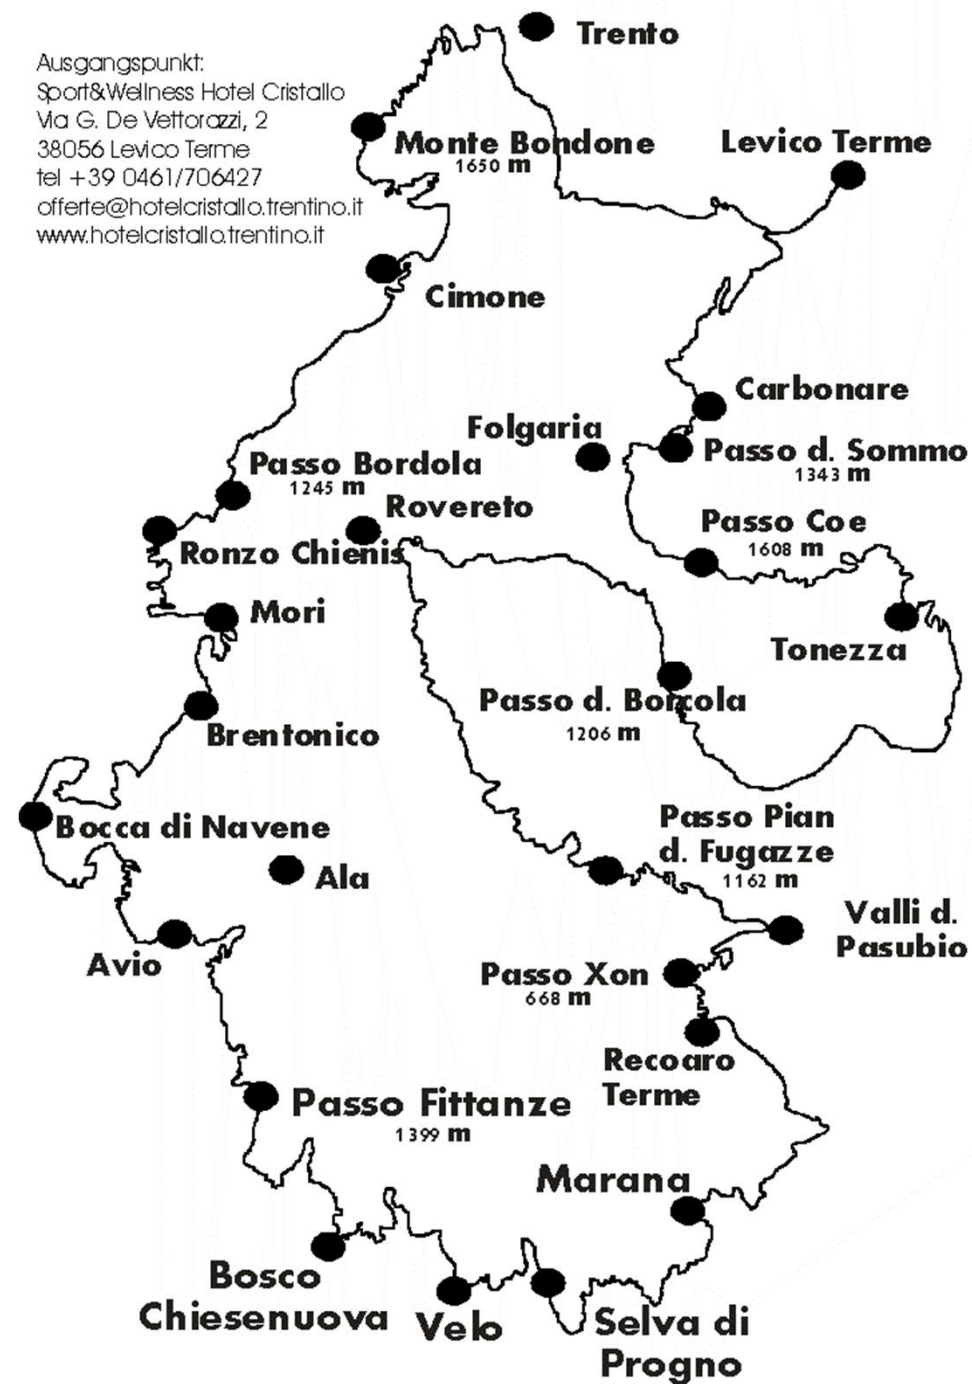 Ausgangspunkt:
Sport&Wellness Hotel Cristallo
Via G. De Vettorazzi, 2
38056 Levico Terme
tel +39 0461/706427
offerte@hotelcristallo.trentino.it
www.hotelcristallo.trentino.it
Trento
Monte Bondone
1650 m
Levico Terme
Cimone
Carbonare
Folgaria
Passo d. Sommo
1343 m
Passo Bordola
1245 m
Rovereto
Passo Coe
1608 m
Ronzo Chienis
Mori
Tonezza
Passo d. Borcola
1206 m
Brentonico
Bocca di Navene
Passo Pian
d. Fugazze
1162 m
Ala
Valli d.
Pasubio
Avio
Passo Xon
668 m
Recoaro
Terme
Passo Fittanze
1399 m
Marana
Bosco
Chiesenuova
Velo
Selva di
Progno